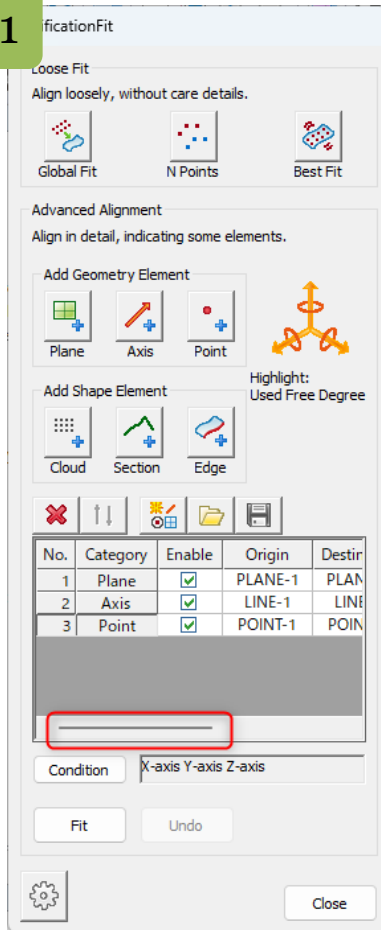 1
ificationFit
Loose Fit
Align loosely, without care details.
Global Fit N Points Best Fit
Advanced Alignment
Align in detail, indicating some elements.
Add Geometry Element
Plane Axis Point
Highlight:
Used Free Degree
Add Shape Element
Cloud Section Edge
No. Category Enable Origin Destin
1 Plane PLANE-1 PLAN
2 Axis LINE-1 LINE
3 Point POINT-1 POIN
Condition X-axis Y-axis Z-axis
Fit Undo
Close